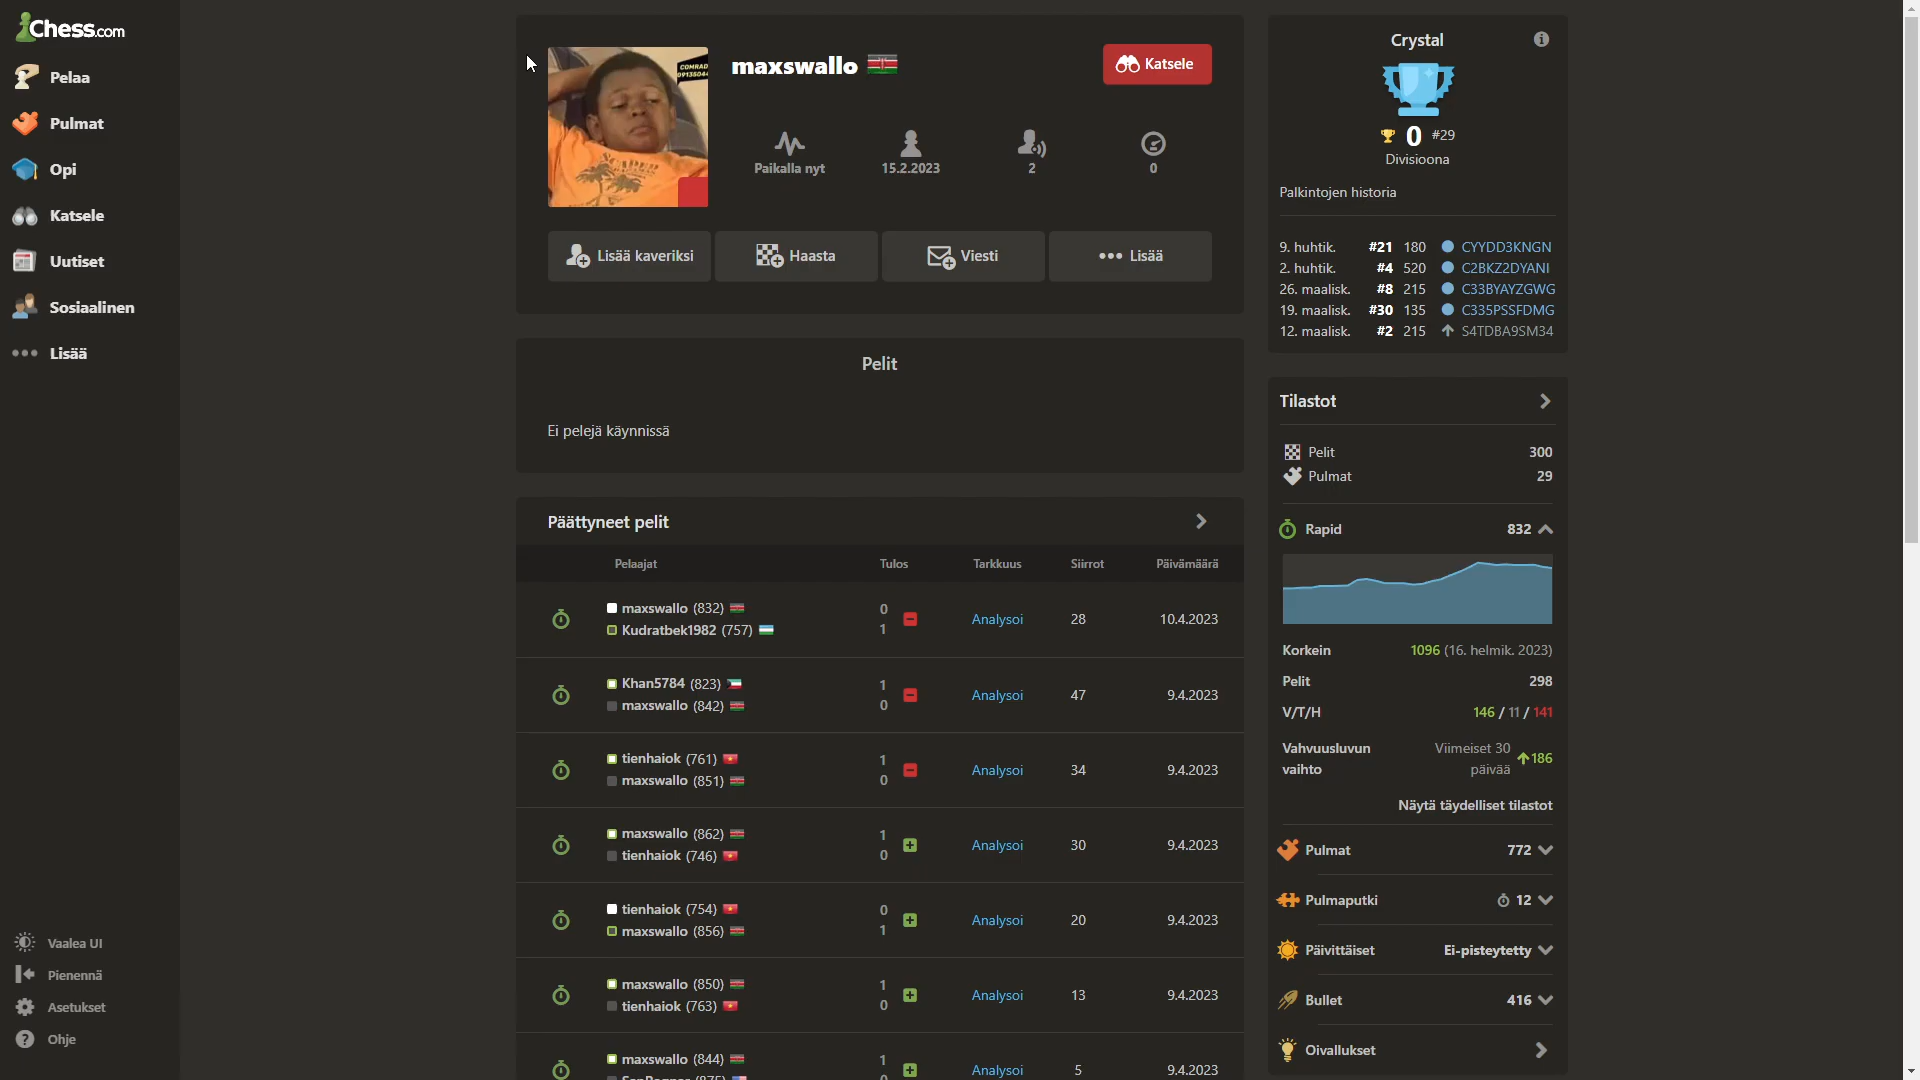 Chess.com
Pelaa
Pulmat
Opi
Katsele
Uutiset
Sosiaalinen
Lisää
Vaalea UI
Pienennä
Asetukset
Ohje
COMRAD
maxswallo
Katsele
Paikalla nyt
15.2.2023
2
0
Lisää kaveriksi
Haasta
Viesti
Lisää
Pelit
Ei pelejä käynnissä
Päättyneet pelit
Pelaajat Tulos Tarkkuus Siirrot Päivämäärä
maxswallo (832) 0
Kudratbek1982 (757) 1
Analysoi 28 10.4.2023
Khan5784 (823) 1
maxswallo (842) 0
Analysoi 47 9.4.2023
tienhaiok (761) 1
maxswallo (851) 0
Analysoi 34 9.4.2023
maxswallo (862) 1
tienhaiok (746) 0
Analysoi 30 9.4.2023
tienhaiok (754) 0
maxswallo (856) 1
Analysoi 20 9.4.2023
maxswallo (850) 1
tienhaiok (763) 0
Analysoi 13 9.4.2023
maxswallo (844) 1
Analysoi 5 9.4.2023
Crystal
0 #29
Divisioona
Palkintojen historia
9. huhtik. #21 180 CYYDD3KNGN
2. huhtik. #4 520 C2BKZ2DYANI
26. maalisk. #8 215 C33BYAYZGWG
19. maalisk. #30 135 C335PSSFDMG
12. maalisk. #2 215 S4TDBA9SM34
Tilastot
Pelit 300
Pulmat 29
Rapid 832
Korkein 1096 (16. helmik. 2023)
Pelit 298
V/T/H 146 / 11 / 141
Vahvuusluvun vaihto
Viimeiset 30 päivää
186
Näytä täydelliset tilastot
Pulmat 772
Pulmaputki 12
Päivittäiset Ei-pisteytetty
Bullet 416
Oivallukset